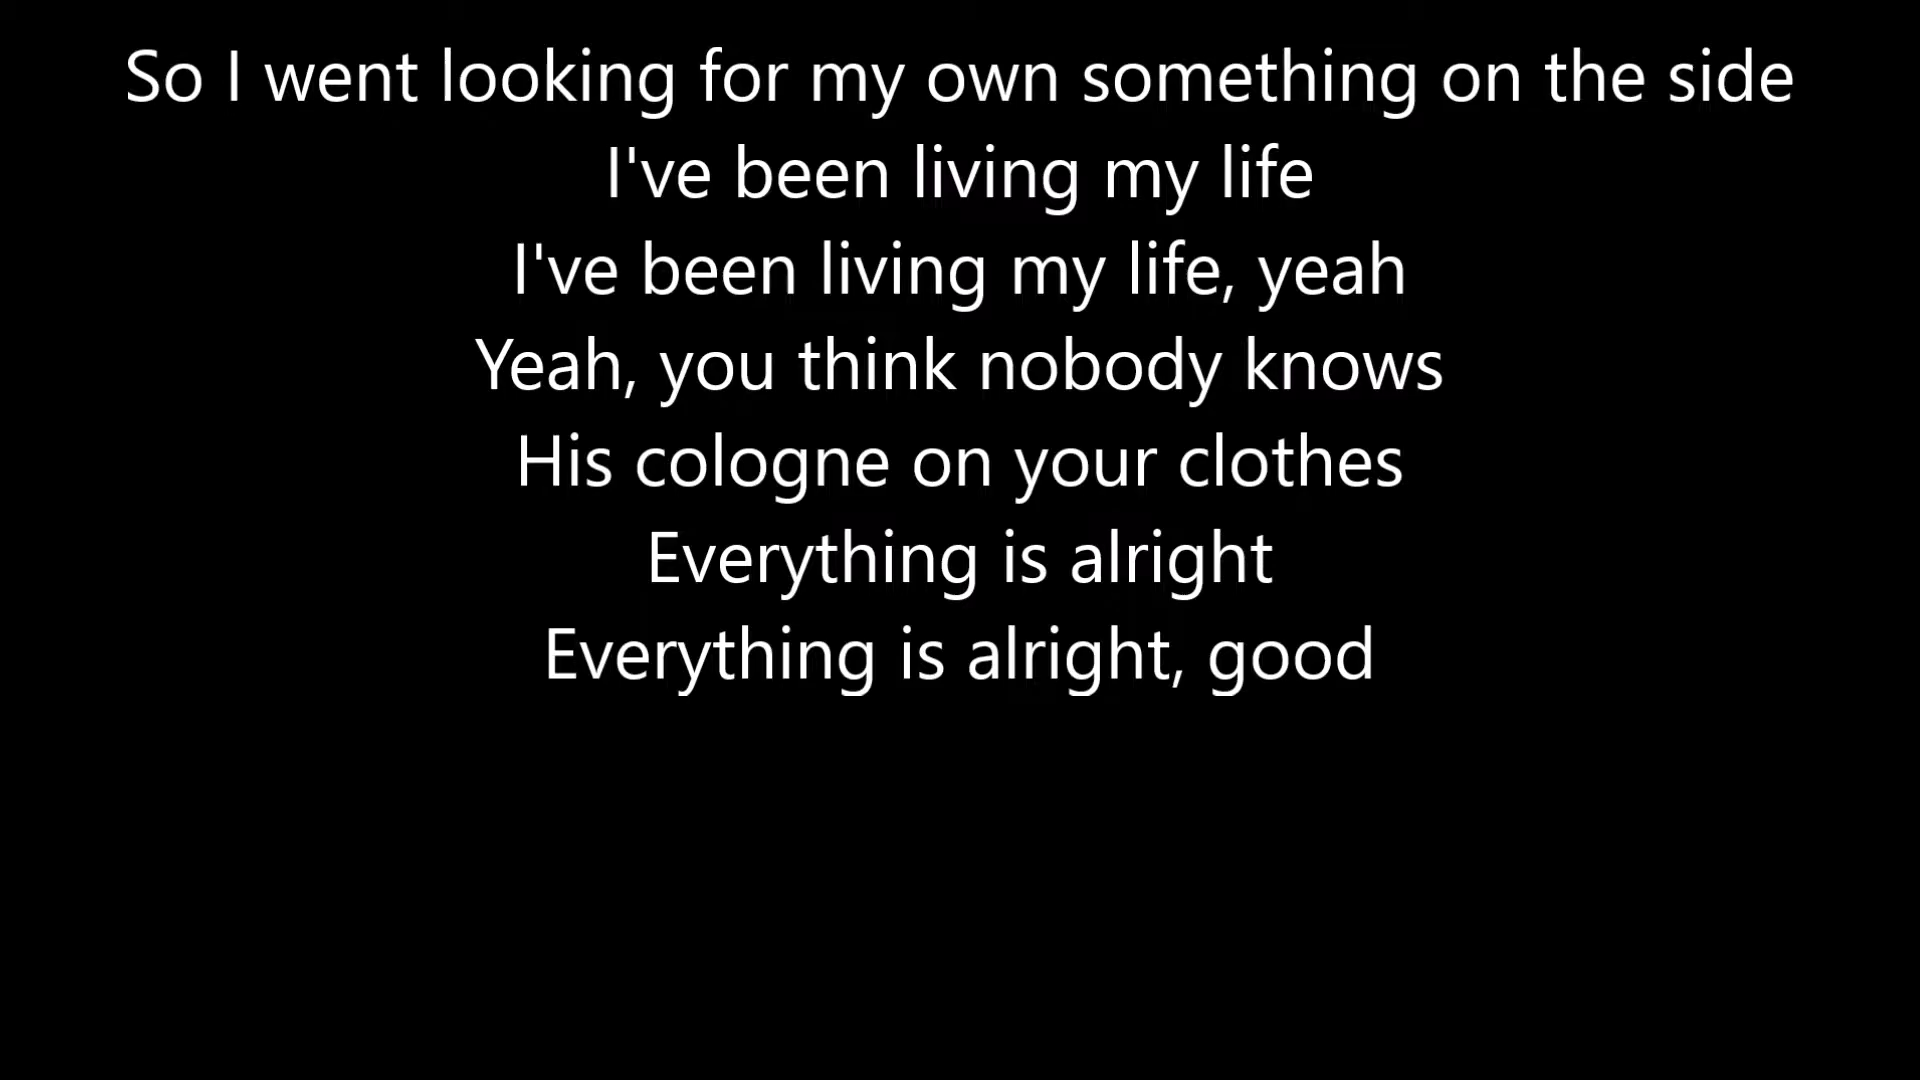 So I went looking for my own something on the side
I've been living my life
I've been living my life, yeah
Yeah, you think nobody knows
His cologne on your clothes
Everything is alright
Everything is alright, good